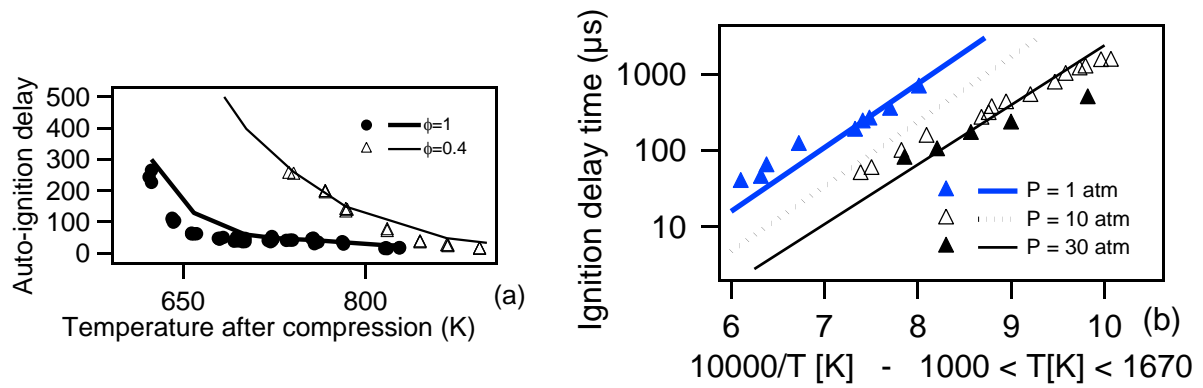 Auto-ignition delay
500
400
300
200
100
0
ϕ=1
ϕ=0.4
650
800
Temperature after compression (K)
(a)
Ignition delay time (µs)
1000
100
10
P = 1 atm
P = 10 atm
P = 30 atm
6
7
8
9
10
(b)
10000/T [K] - 1000 < T[K] < 1670